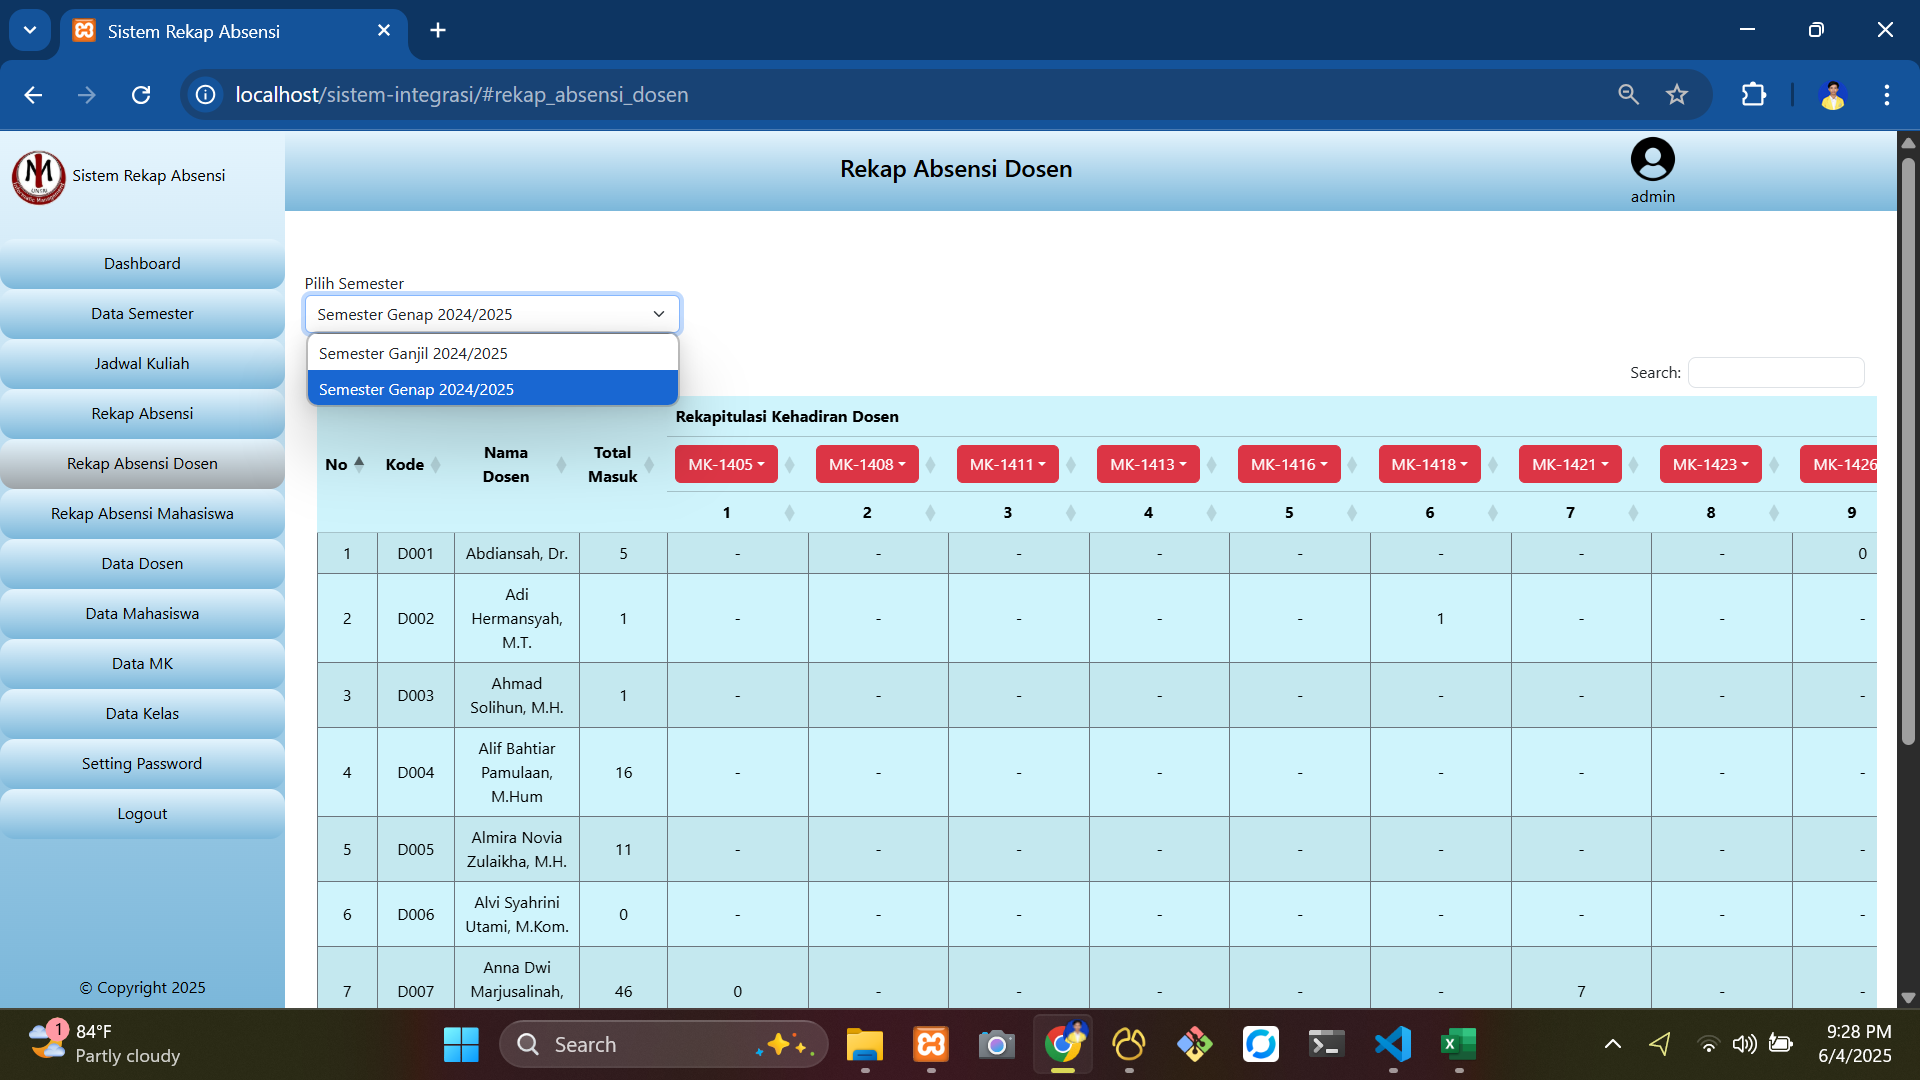 Sistem Rekap Absensi
localhost/sistem-integrasi/#rekap_absensi_dosen
Sistem Rekap Absensi
Rekap Absensi Dosen
admin
Dashboard
Data Semester
Jadwal Kuliah
Rekap Absensi
Rekap Absensi Dosen
Rekap Absensi Mahasiswa
Data Dosen
Data Mahasiswa
Data MK
Data Kelas
Setting Password
Logout
© Copyright 2025
Pilih Semester
Semester Genap 2024/2025
Semester Ganjil 2024/2025
Semester Genap 2024/2025
Search:
Rekapitulasi Kehadiran Dosen
No Kode Nama Dosen Total Masuk MK-1405 MK-1408 MK-1411 MK-1413 MK-1416 MK-1418 MK-1421 MK-1423 MK-1426
1 2 3 4 5 6 7 8 9
1 D001 Abdiansah, Dr. 5 - - - - - - - - 0
2 D002 Adi Hermansyah, M.T. 1 - - - - - 1 - - -
3 D003 Ahmad Solihun, M.H. 1 - - - - - - - - -
4 D004 Alif Bahtiar Pamulaan, M.Hum 16 - - - - - - - - -
5 D005 Almira Novia Zulaikha, M.H. 11 - - - - - - - - -
6 D006 Alvi Syahrini Utami, M.Kom. 0 - - - - - - - - -
7 D007 Anna Dwi Marjusalinah, 46 0 - - - - - 7 - -
1
84°F
Partly cloudy
Search
9:28 PM
6/4/2025